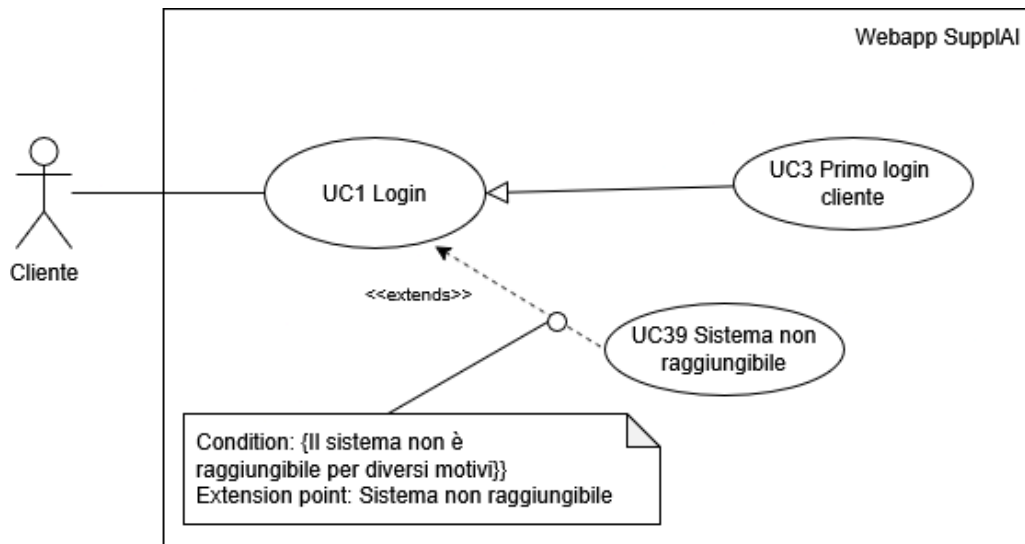 Webapp SupplAI
UC1 Login
UC3 Primo login
cliente
Cliente
<<extends>>
UC39 Sistema non
raggiungibile
Condition: {Il sistema non è
raggiungibile per diversi motivi}}
Extension point: Sistema non raggiungibile